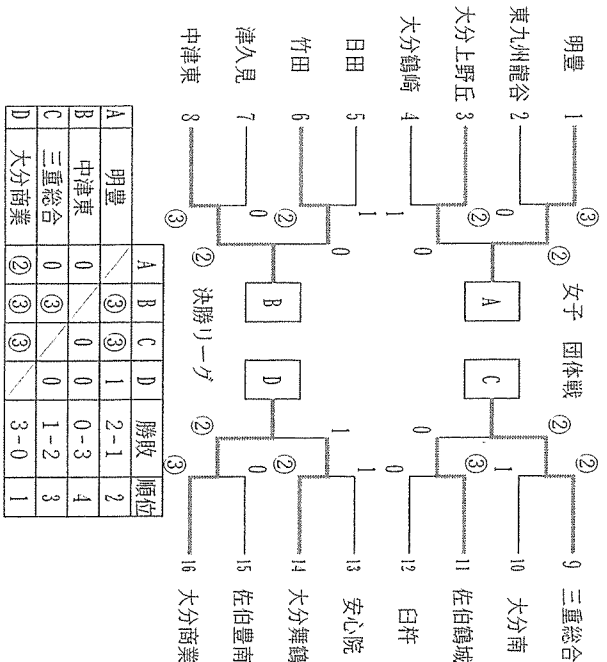 女子 団体戦
明豊 1
東九州龍谷 2
大分上野丘 3
大分鶴崎 4
日田 5
竹田 6
津久見 7
中津東 8
③
0
②
1
②
0
1
②
0
0
③
②
A
B
決勝リーグ
C
D
②
1
③
0
②
0
1
②
0
③
1
②
9 三重総合
10 大分南
11 佐伯鶴城
12 臼杵
13 安心院
14 大分舞鶴
15 佐伯豊南
16 大分商業
A B C D 勝敗 順位
A 明豊 ③ ③ 1 2-1 2
B 中津東 0 0 0 0-3 4
C 三重総合 0 ③ 0 1-2 3
D 大分商業 ② ③ ③ 3-0 1